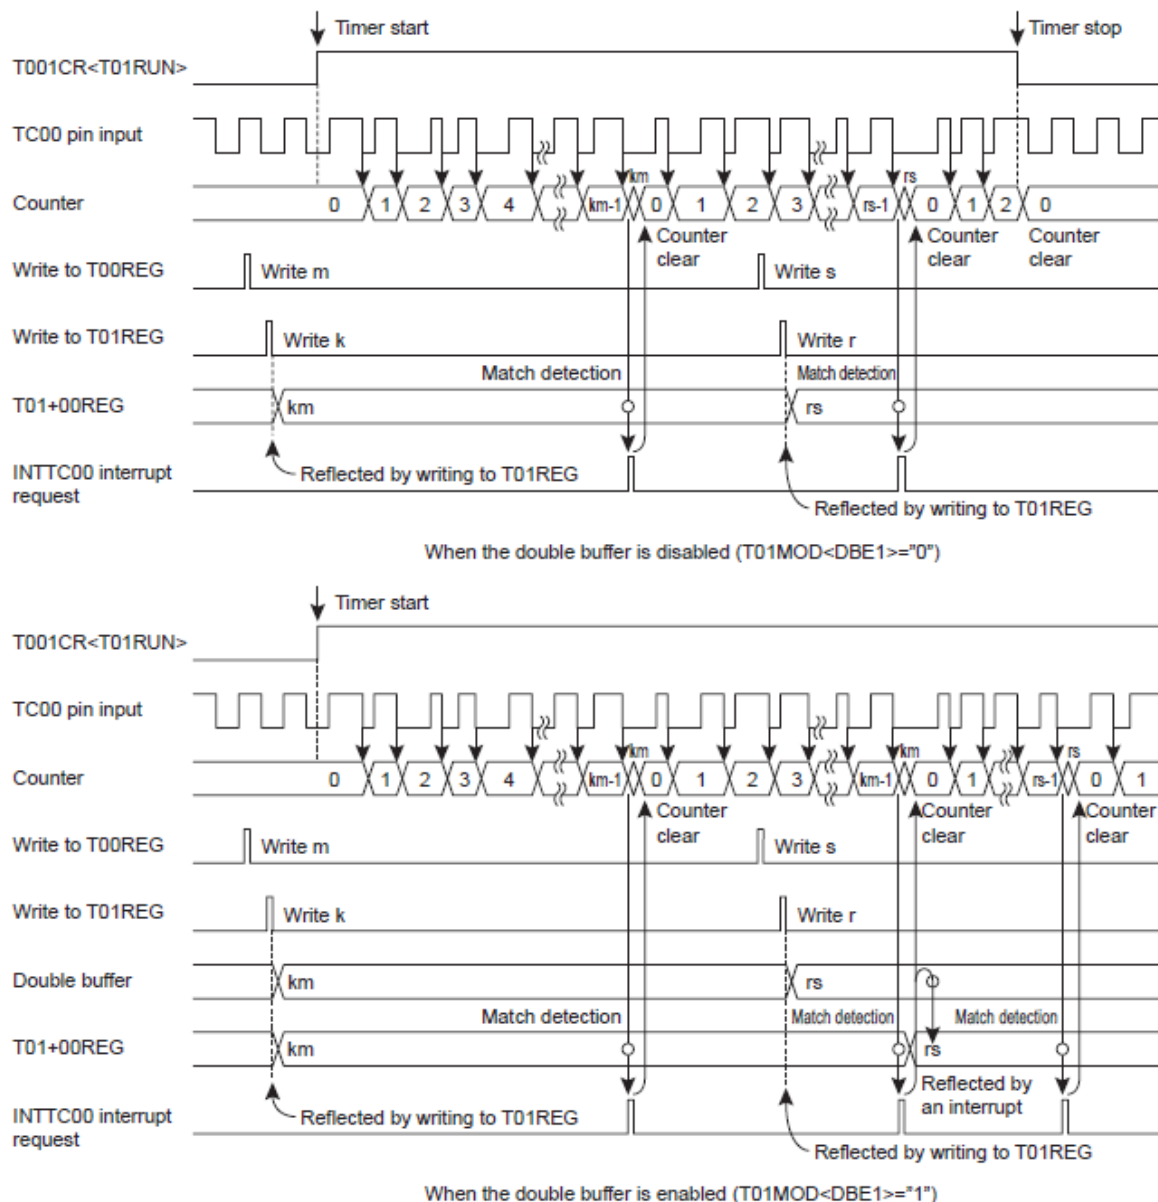 Timer start
Timer stop
T001CR<T01RUN>
TC00 pin input
km
rs
Counter
0 1 2 3 4 km-1 0 1 2 3 rs-1 0 1 2 0
Counter clear
Counter clear
Counter clear
Write to T00REG
Write m
Write s
Write to T01REG
Write k
Write r
Match detection
Match detection
T01+00REG
km
rs
INTTC00 interrupt request
Reflected by writing to T01REG
Reflected by writing to T01REG
When the double buffer is disabled (T01MOD<DBE1>="0")
Timer start
T001CR<T01RUN>
TC00 pin input
km
km
rs
Counter
0 1 2 3 4 km-1 0 1 2 3 km-1 0 1 rs-1 0 1
Counter clear
Counter clear
Counter clear
Write to T00REG
Write m
Write s
Write to T01REG
Write k
Write r
Double buffer
km
rs
Match detection
Match detection
Match detection
T01+00REG
km
rs
Reflected by an interrupt
INTTC00 interrupt request
Reflected by writing to T01REG
Reflected by writing to T01REG
When the double buffer is enabled (T01MOD<DBE1>="1")